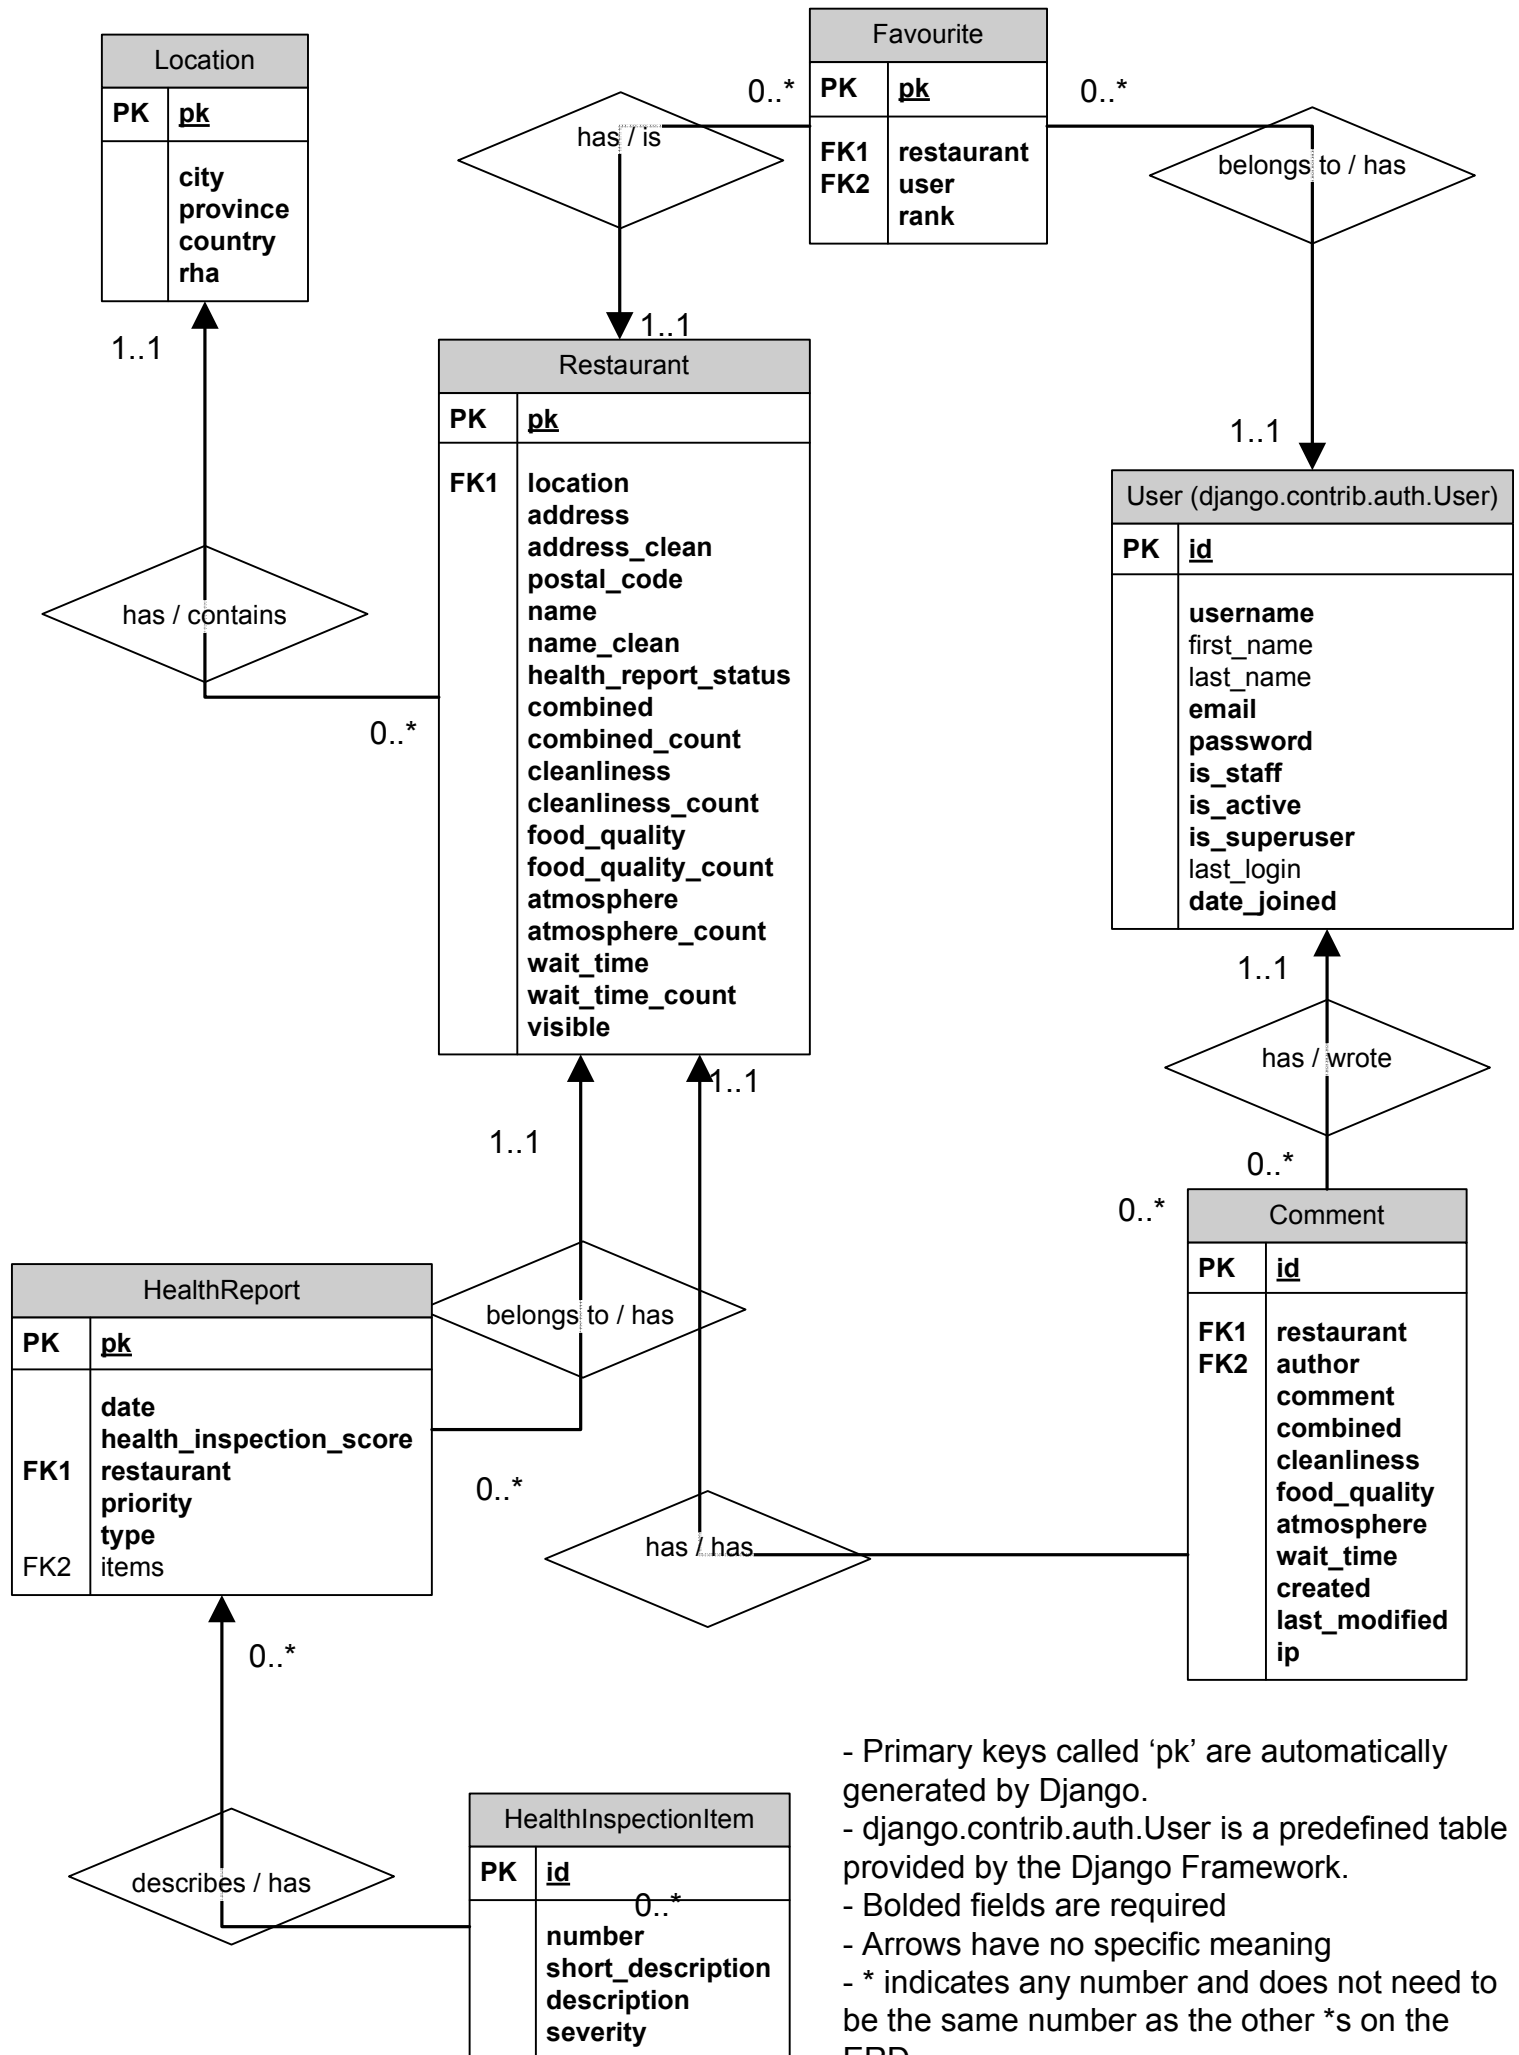 Location
PK pk
city
province
country
rha
1..1
has / contains
0..*
Favourite
PK pk
FK1 restaurant
FK2 user
rank
0..*
0..*
has / is
1..1
belongs to / has
1..1
Restaurant
PK pk
FK1 location
address
address_clean
postal_code
name
name_clean
health_report_status
combined
combined_count
cleanliness
cleanliness_count
food_quality
food_quality_count
atmosphere
atmosphere_count
wait_time
wait_time_count
visible
User (django.contrib.auth.User)
PK id
username
first_name
last_name
email
password
is_staff
is_active
is_superuser
last_login
date_joined
1..1
has / wrote
0..*
1..1
1..1
belongs to / has
0..*
has / has
0..*
Comment
PK id
FK1 restaurant
FK2 author
comment
combined
cleanliness
food_quality
atmosphere
wait_time
created
last_modified
ip
HealthReport
PK pk
date
health_inspection_score
FK1 restaurant
priority
type
FK2 items
0..*
describes / has
HealthInspectionItem
PK id
0..*
number
short_description
description
severity
- Primary keys called ‘pk’ are automatically
generated by Django.
- django.contrib.auth.User is a predefined table
provided by the Django Framework.
- Bolded fields are required
- Arrows have no specific meaning
- * indicates any number and does not need to
be the same number as the other *s on the